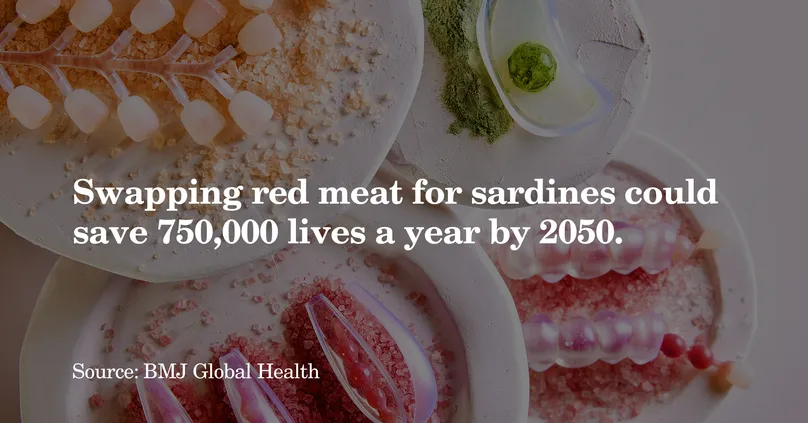 Swapping red meat for sardines could
save 750,000 lives a year by 2050.
Source: BMJ Global Health